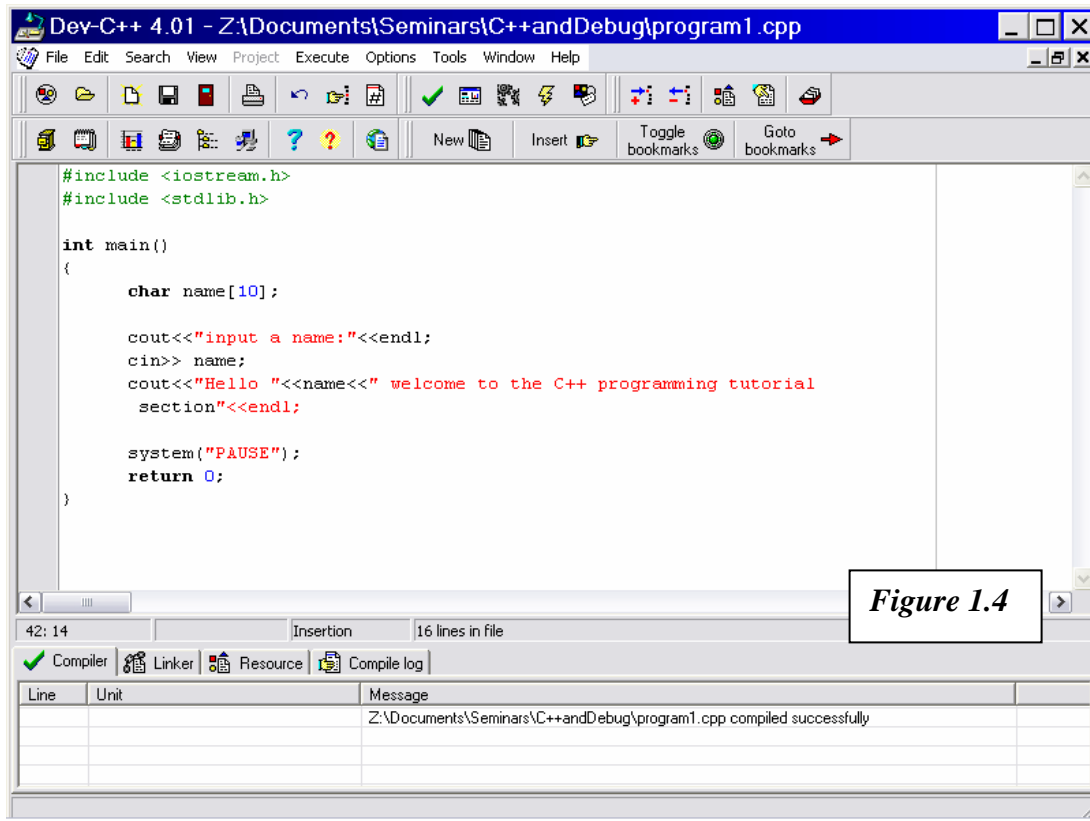 Dev-C++ 4.01 - Z:\Documents\Seminars\C++andDebug\program1.cpp
File Edit Search View Project Execute Options Tools Window Help
New Insert Toggle bookmarks Goto bookmarks
#include <iostream.h>
#include <stdlib.h>
int main()
{
char name[10];
cout<<"input a name:"<<endl;
cin>> name;
cout<<"Hello "<<name<<" welcome to the C++ programming tutorial
section"<<endl;
system("PAUSE");
return 0;
}
Figure 1.4
42: 14 Insertion 16 lines in file
Compiler Linker Resource Compile log
Line Unit Message
Z:\Documents\Seminars\C++andDebug\program1.cpp compiled successfully